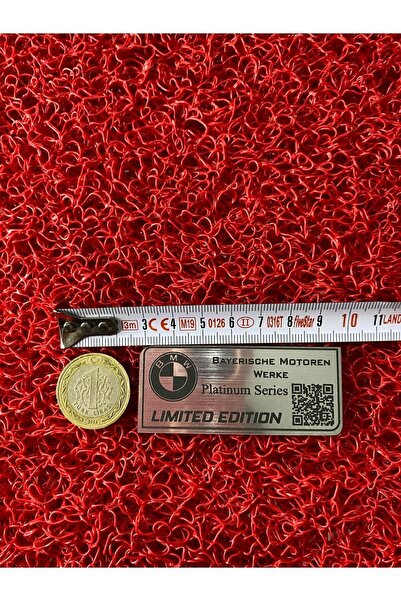 3m 3 CE 4 M19 5 0126 6 II 7 0316T 8 fiveStar 9 10 11 LAND
BMW
BAYERISCHE MOTOREN
WERKE
Platinum Series
LIMITED EDITION
1